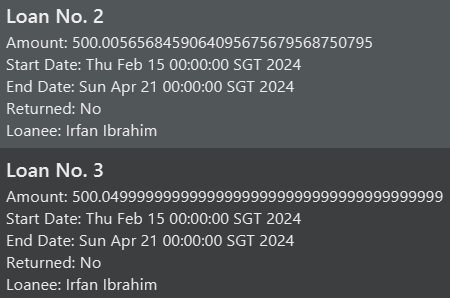 Loan No. 2
Amount: 500.0056568459064095675679568750795
Start Date: Thu Feb 15 00:00:00 SGT 2024
End Date: Sun Apr 21 00:00:00 SGT 2024
Returned: No
Loanee: Irfan Ibrahim
Loan No. 3
Amount: 500.04999999999999999999999999999999999999999
Start Date: Thu Feb 15 00:00:00 SGT 2024
End Date: Sun Apr 21 00:00:00 SGT 2024
Returned: No
Loanee: Irfan Ibrahim